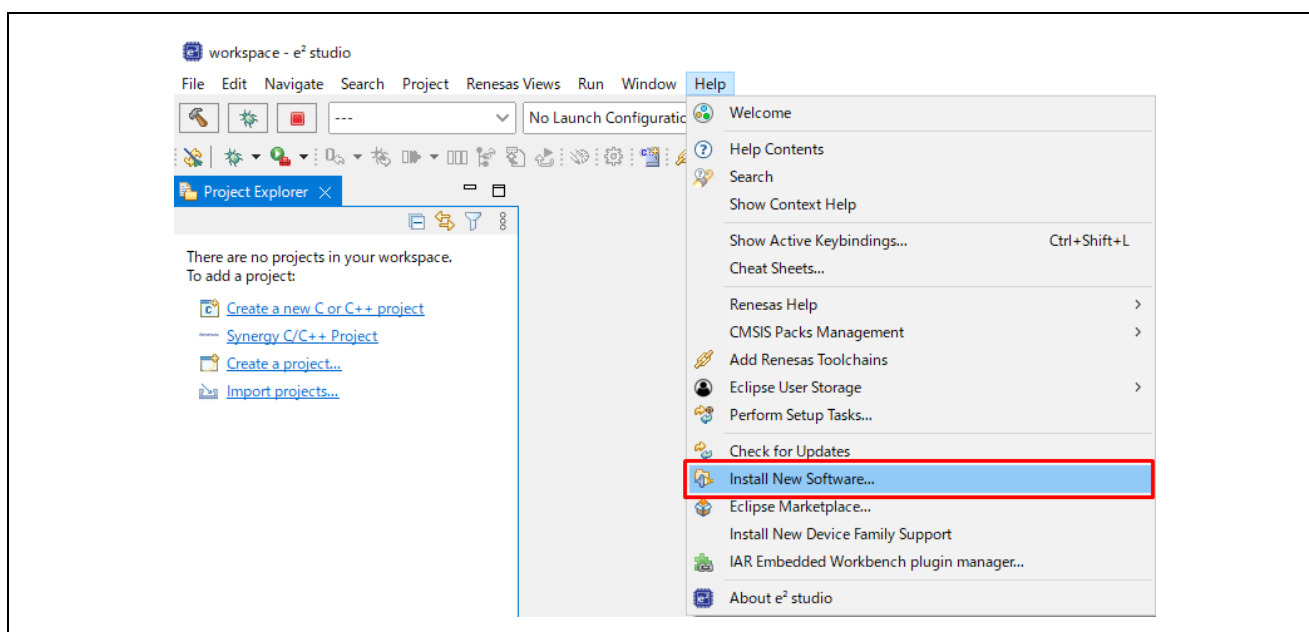 workspace - e² studio
File Edit Navigate Search Project Renesas Views Run Window Help
--- No Launch Configuratic
Project Explorer
There are no projects in your workspace.
To add a project:
Create a new C or C++ project
Synergy C/C++ Project
Create a project...
Import projects...
Welcome
Help Contents
Search
Show Context Help
Show Active Keybindings... Ctrl+Shift+L
Cheat Sheets...
Renesas Help
CMSIS Packs Management
Add Renesas Toolchains
Eclipse User Storage
Perform Setup Tasks...
Check for Updates
Install New Software...
Eclipse Marketplace...
Install New Device Family Support
IAR Embedded Workbench plugin manager...
About e² studio